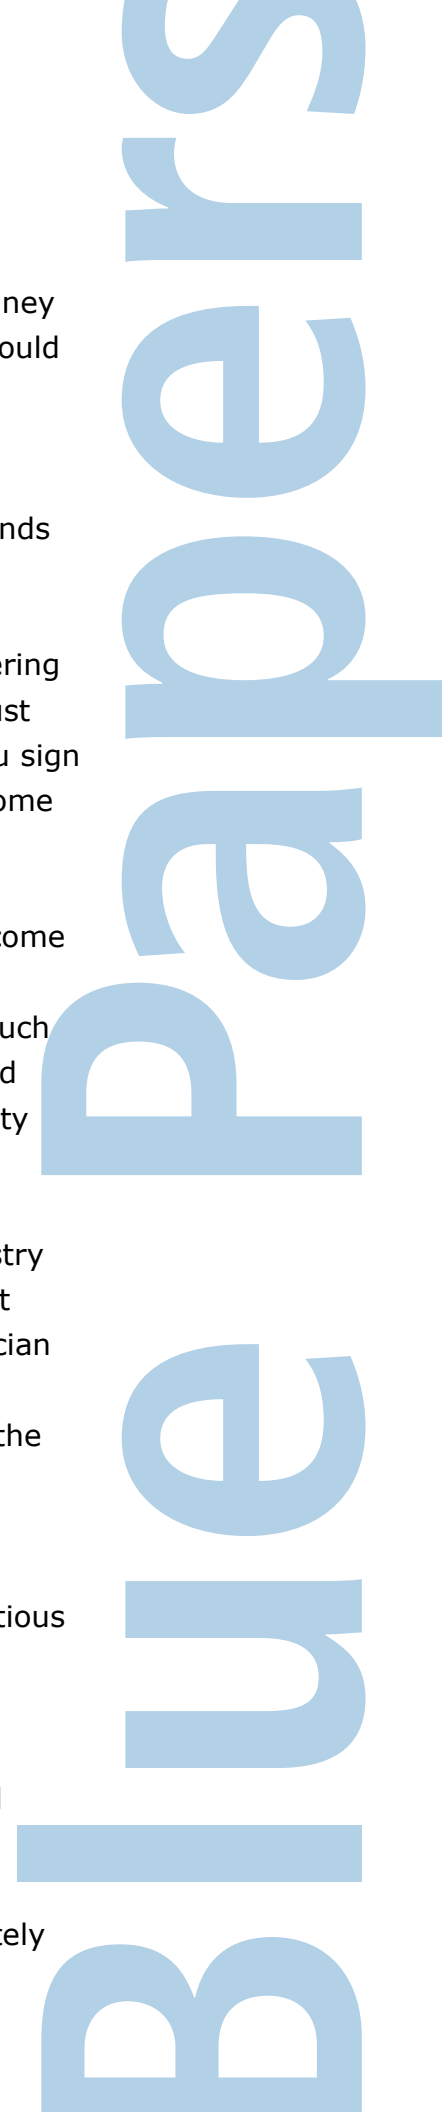 ney
ould
nds
ering
ust
u sign
ome
come
uch
d
ty
stry
t
cian
the
tious
tely
Blue Papers